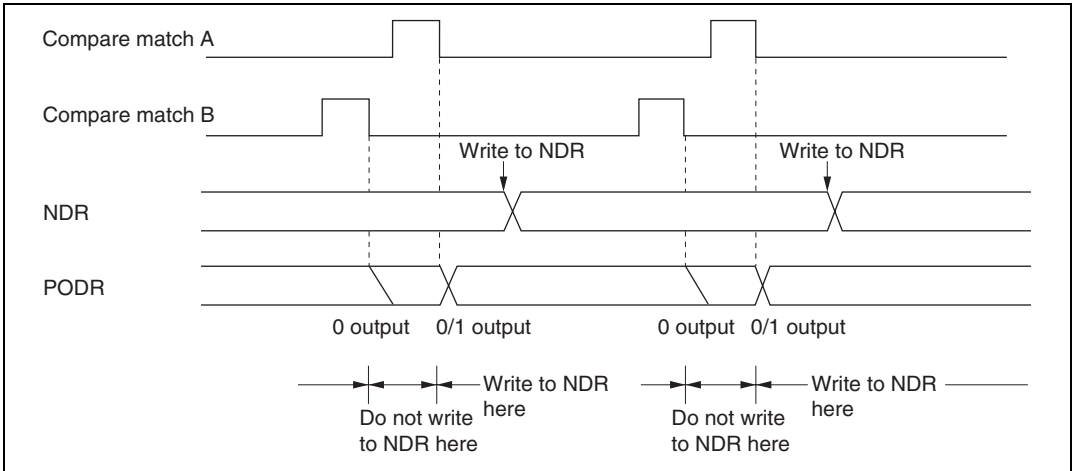 Compare match A
Compare match B
Write to NDR
Write to NDR
NDR
PODR
0 output
0/1 output
0 output
0/1 output
Write to NDR
here
Write to NDR
here
Do not write
to NDR here
Do not write
to NDR here